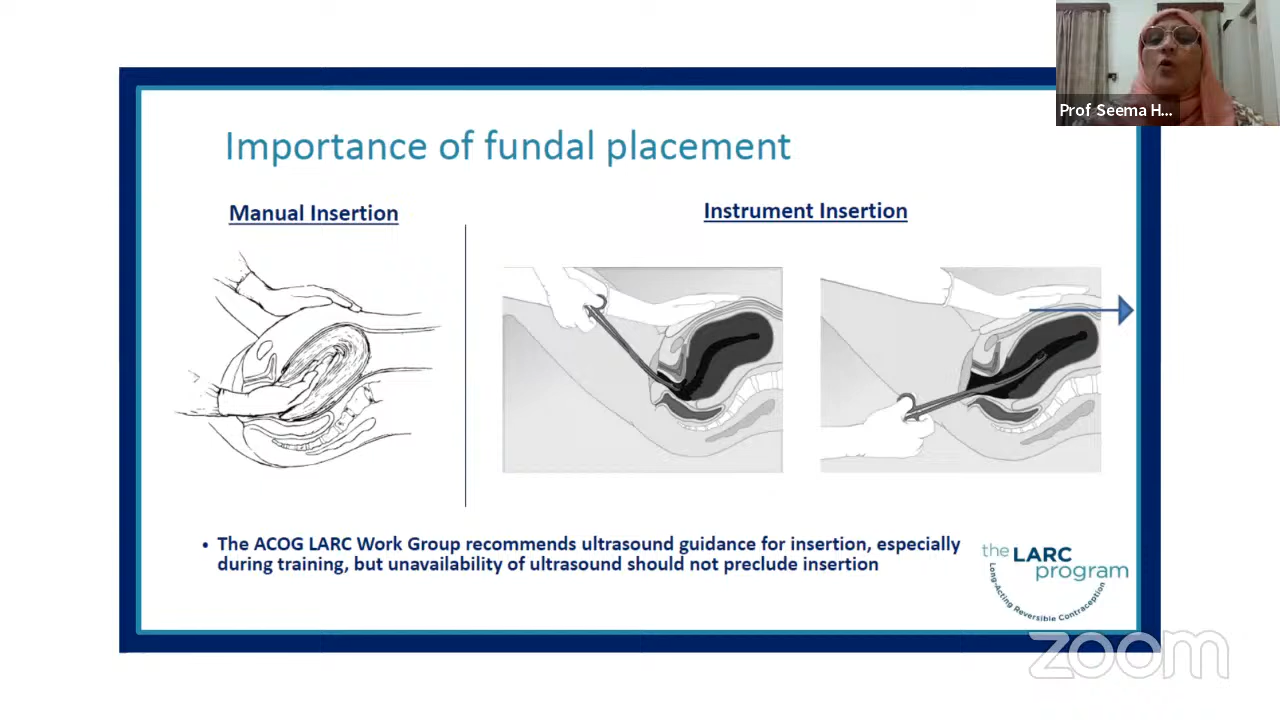 Prof Seema H...
Importance of fundal placement
Manual Insertion
Instrument Insertion
• The ACOG LARC Work Group recommends ultrasound guidance for insertion, especially
during training, but unavailability of ultrasound should not preclude insertion
the LARC
program
Long-Acting Reversible Contraception
zoom